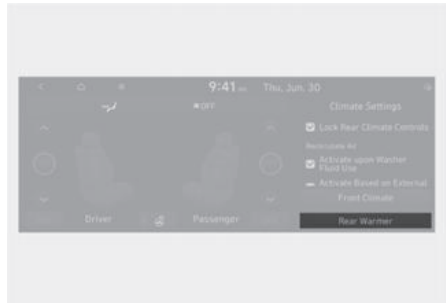 9:41 Thu, Jun. 30
OFF
Climate Settings
Lock Rear Climate Controls
Recirculate Air
Activate upon Washer
Fluid Use
Activate Based on External
Front Climate
Driver
Passenger
Rear Warmer